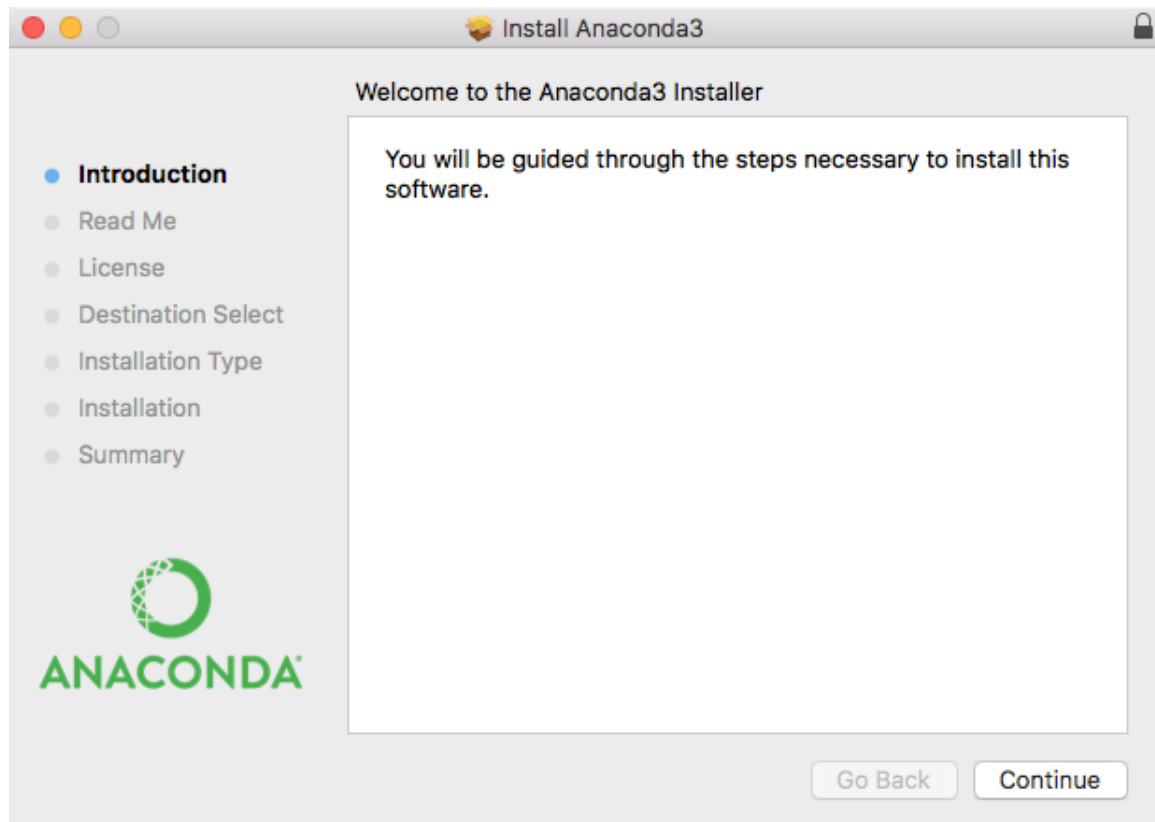 Install Anaconda3
Welcome to the Anaconda3 Installer
Introduction
Read Me
License
Destination Select
Installation Type
Installation
Summary
ANACONDA
You will be guided through the steps necessary to install this
software.
Go Back
Continue